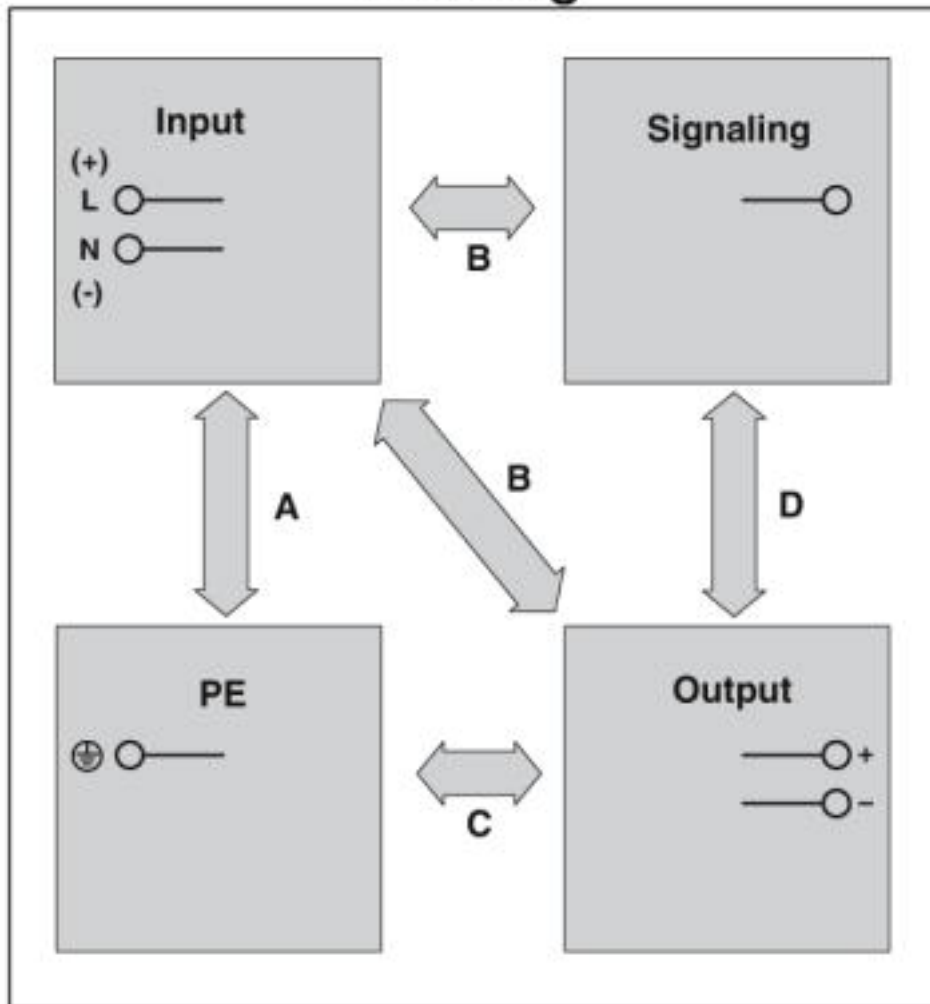 Input
(+)
L
N
(-)
Signaling
B
A
B
D
PE
Output
+
–
C